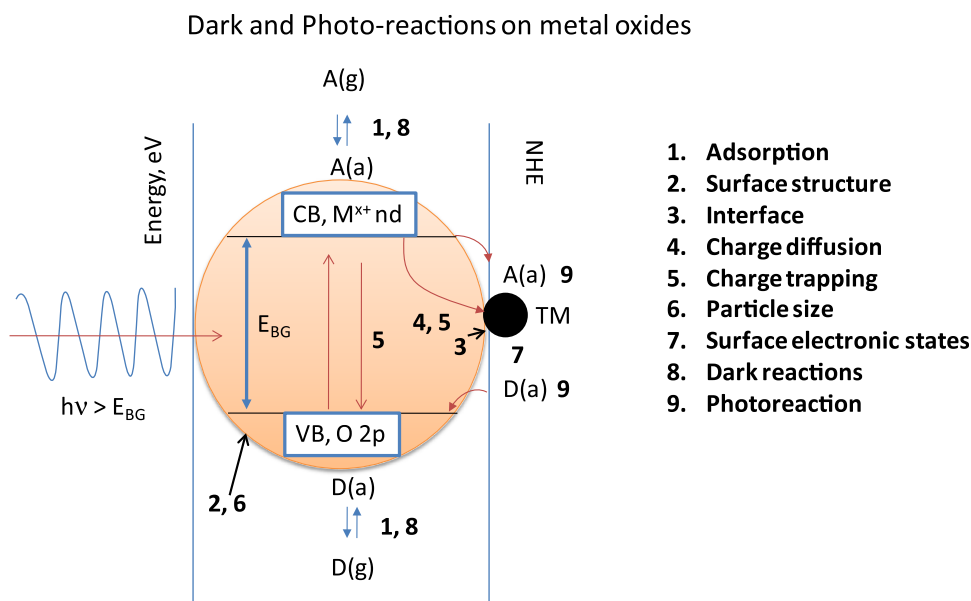 Dark and Photo-reactions on metal oxides
A(g)
1, 8
A(a)
Energy, eV
NHE
CB, Mˣ⁺ nd
A(a) 9
TM
E_BG
5
4, 5
3
7
D(a) 9
hν > E_BG
VB, O 2p
2, 6
D(a)
1, 8
D(g)
1. Adsorption
2. Surface structure
3. Interface
4. Charge diffusion
5. Charge trapping
6. Particle size
7. Surface electronic states
8. Dark reactions
9. Photoreaction